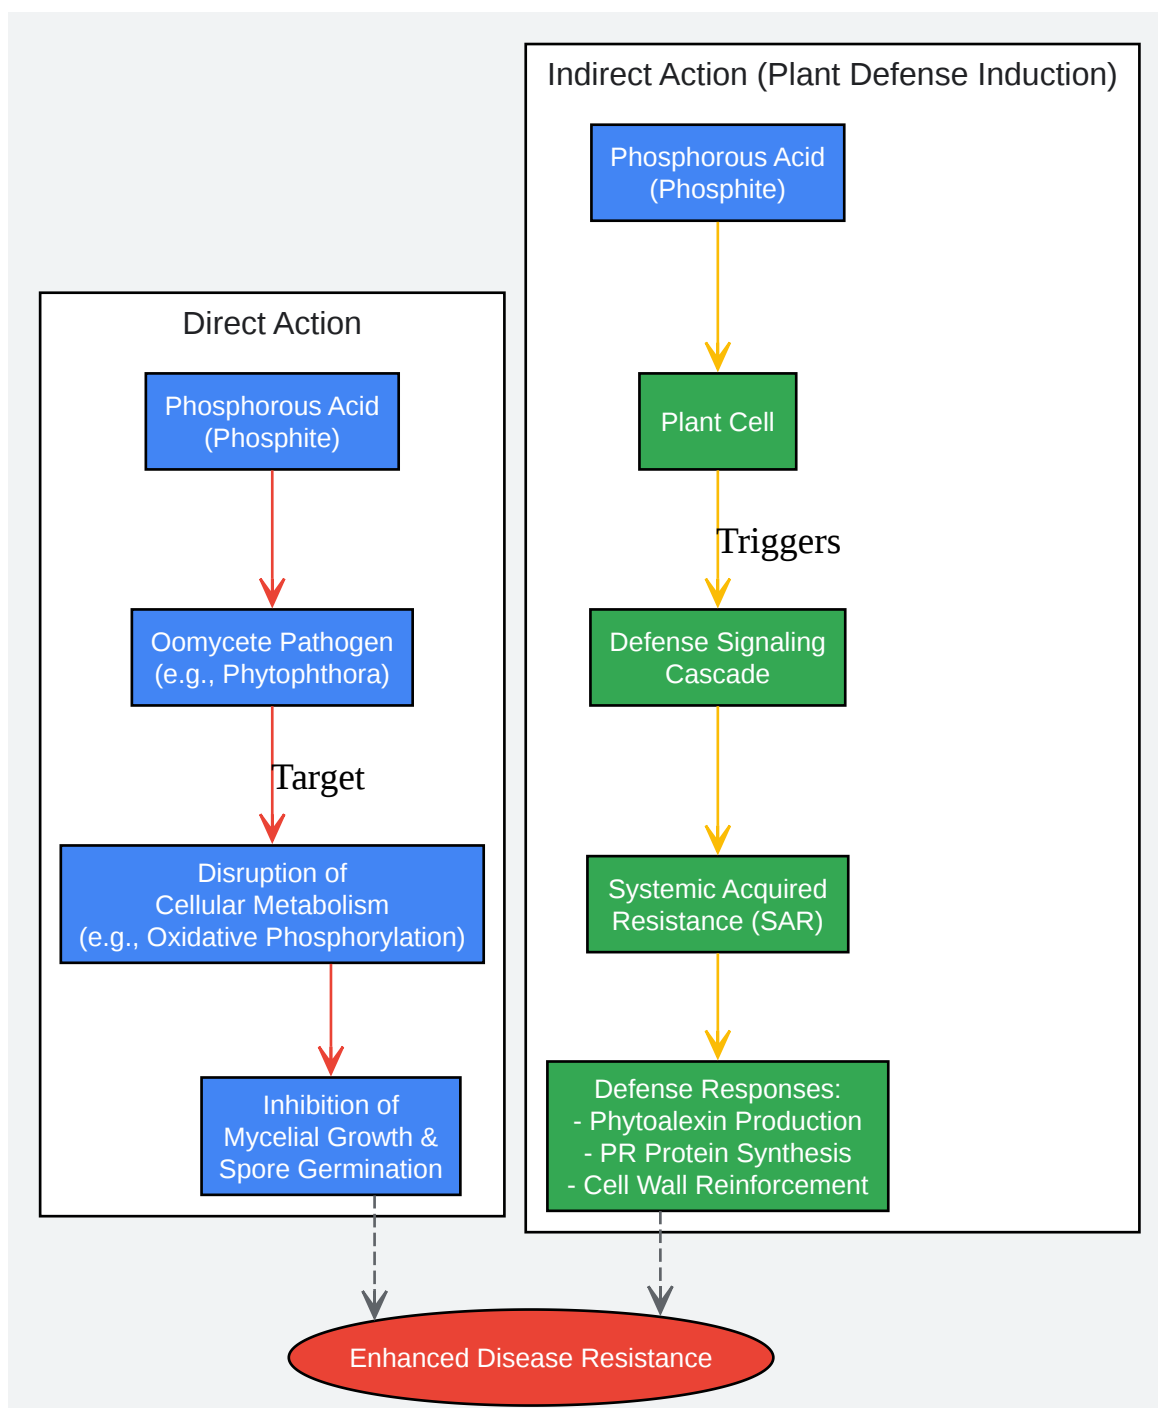 Indirect Action (Plant Defense Induction)
Phosphorous Acid
(Phosphite)
Plant Cell
Triggers
Defense Signaling
Cascade
Systemic Acquired
Resistance (SAR)
Defense Responses:
- Phytoalexin Production
- PR Protein Synthesis
- Cell Wall Reinforcement
Direct Action
Phosphorous Acid
(Phosphite)
Oomycete Pathogen
(e.g., Phytophthora)
Target
Disruption of
Cellular Metabolism
(e.g., Oxidative Phosphorylation)
Inhibition of
Mycelial Growth &
Spore Germination
Enhanced Disease Resistance